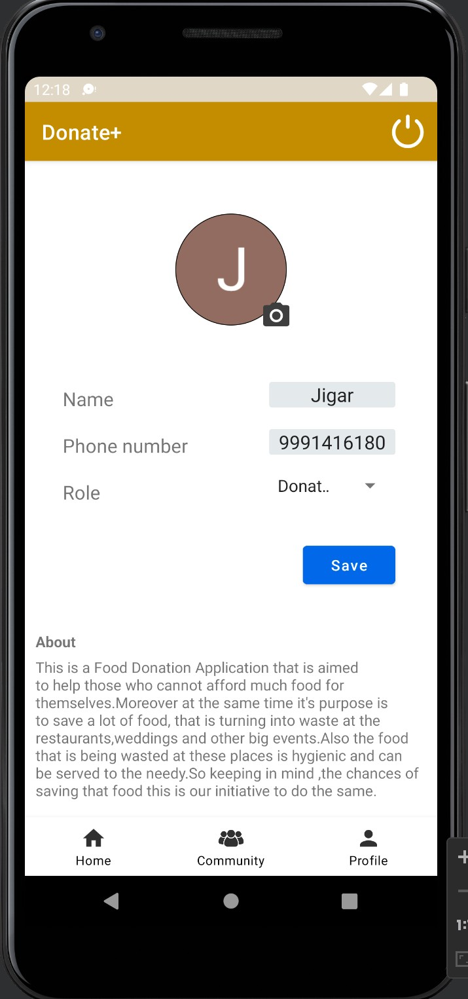 12:18
Donate+
J
Name
Jigar
Phone number
9991416180
Role
Donat..
Save
About
This is a Food Donation Application that is aimed
to help those who cannot afford much food for
themselves.Moreover at the same time it's purpose is
to save a lot of food, that is turning into waste at the
restaurants,weddings and other big events.Also the food
that is being wasted at these places is hygienic and can
be served to the needy.So keeping in mind ,the chances of
saving that food this is our initiative to do the same.
Home
Community
Profile